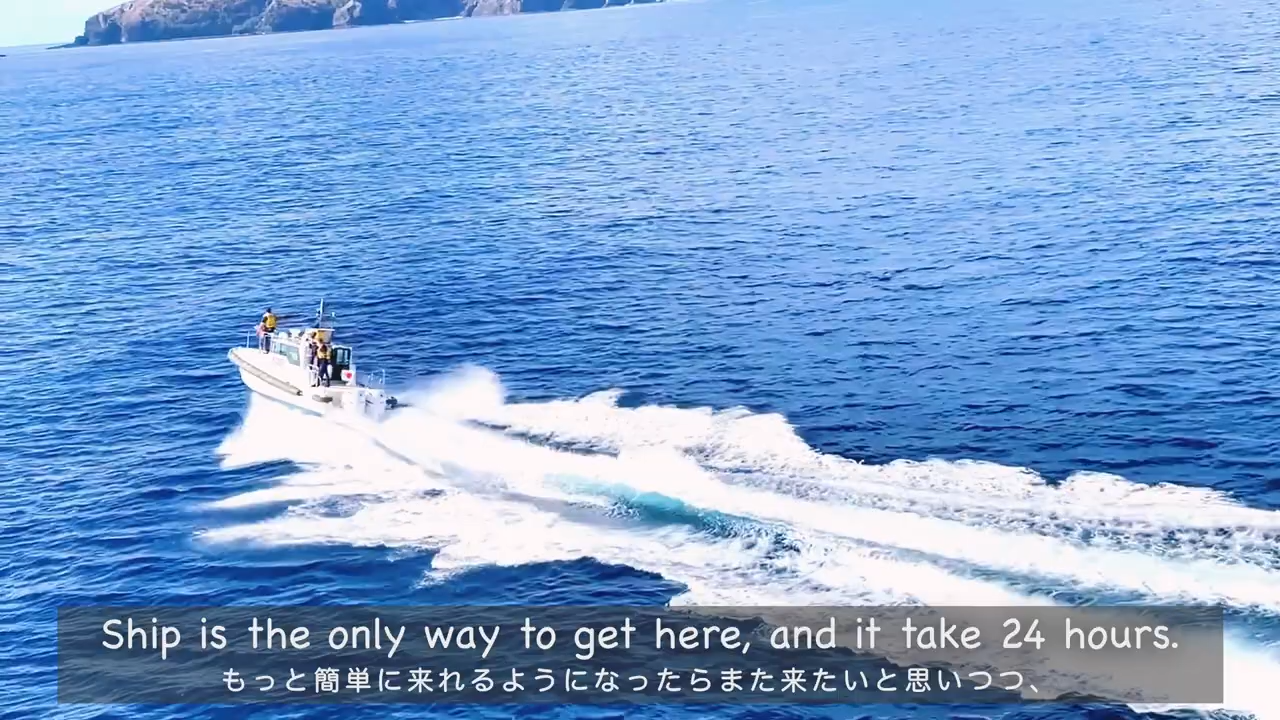 Ship is the only way to get here, and it take 24 hours.
もっと簡単に来れるようになったらまた来たいと思いつつ、